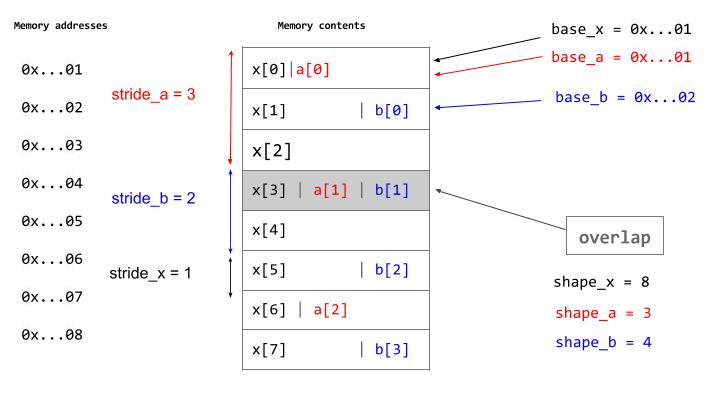 Memory addresses
Memory contents
base_x = 0x...01
base_a = 0x...01
base_b = 0x...02
0x...01
0x...02
0x...03
0x...04
0x...05
0x...06
0x...07
0x...08
stride_a = 3
stride_b = 2
stride_x = 1
x[0]|a[0]
x[1] | b[0]
x[2]
x[3] | a[1] | b[1]
x[4]
x[5] | b[2]
x[6] | a[2]
x[7] | b[3]
overlap
shape_x = 8
shape_a = 3
shape_b = 4